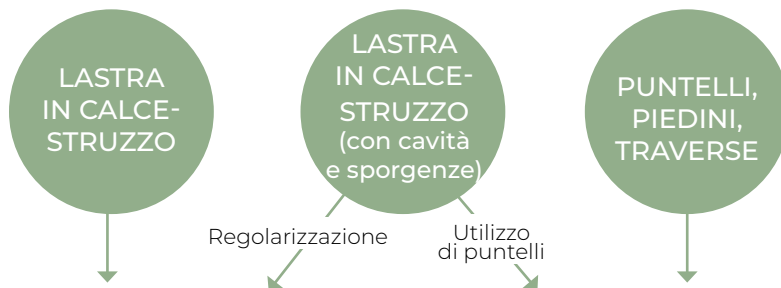 LASTRA
IN CALCE-
STRUZZO
LASTRA
IN CALCE-
STRUZZO
(con cavità
e sporgenze)
PUNTELLI,
PIEDINI,
TRAVERSE
Regolarizzazione
Utilizzo
di puntelli